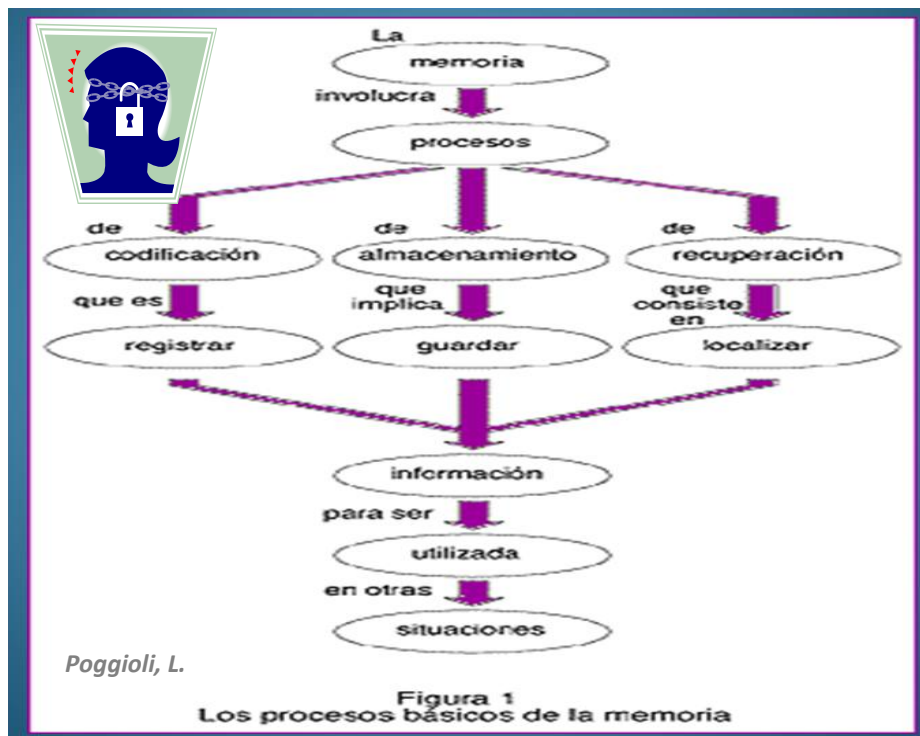 La
memoria
involucra
procesos
de de de
codificación almacenamiento recuperación
que es que implica que consiste en
registrar guardar localizar
información
para ser
utilizada
en otras
situaciones
Poggioli, L.
Figura 1
Los procesos básicos de la memoria